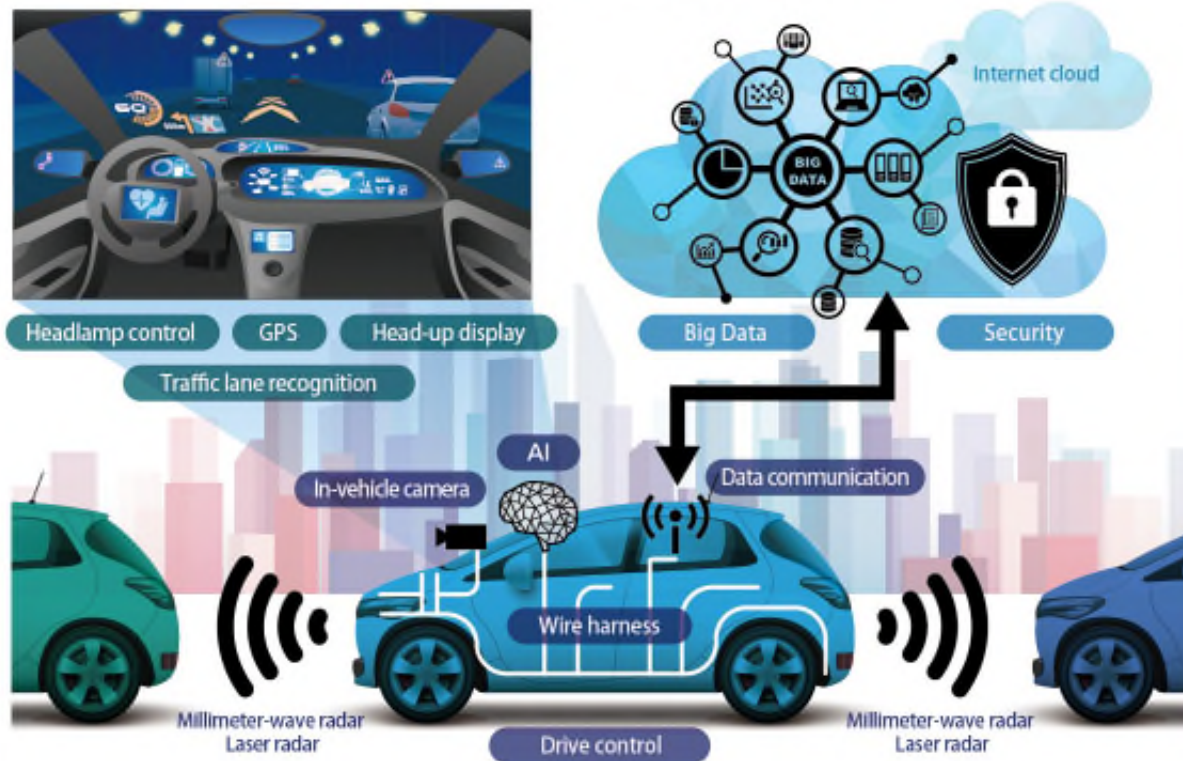 Internet cloud
BIG
DATA
Headlamp control
GPS
Head-up display
Big Data
Security
Traffic lane recognition
AI
In-vehicle camera
Data communication
Wire harness
Millimeter-wave radar
Laser radar
Millimeter-wave radar
Laser radar
Drive control